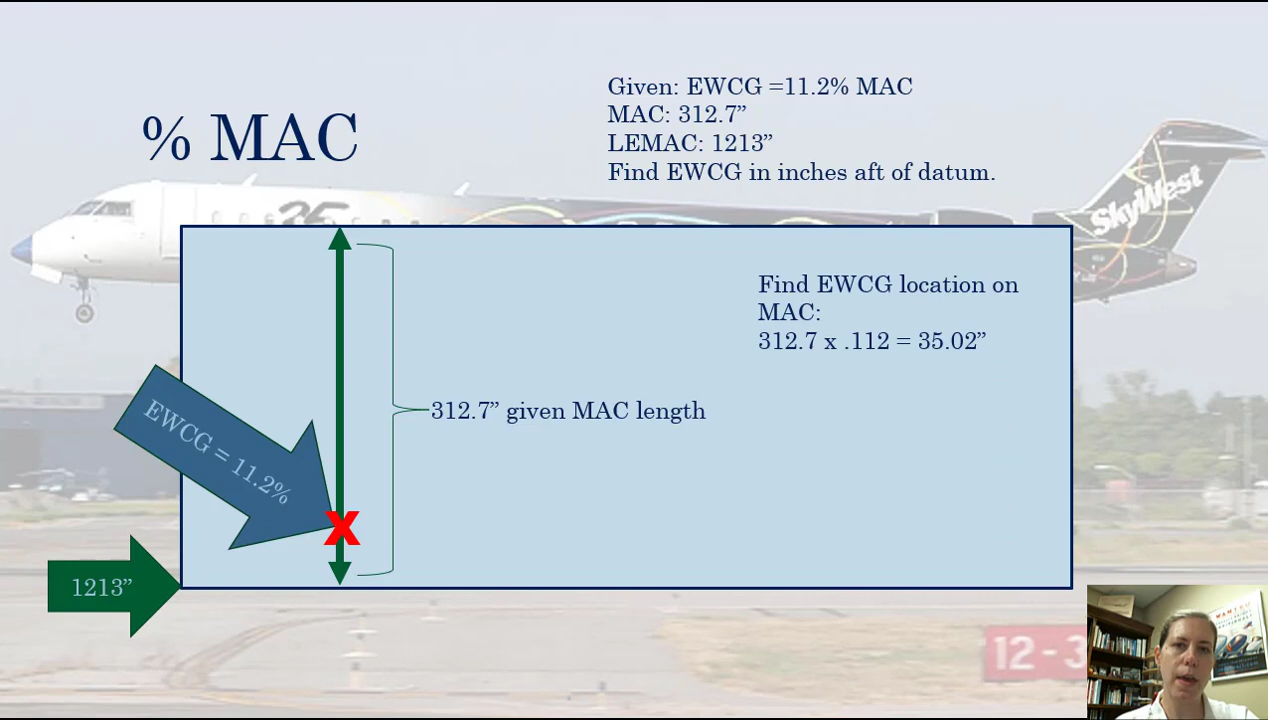 % MAC
Given: EWCG =11.2% MAC
MAC: 312.7”
LEMAC: 1213”
Find EWCG in inches aft of datum.
25
SkyWest
Find EWCG location on
MAC:
312.7 x .112 = 35.02”
312.7” given MAC length
EWCG = 11.2%
1213”
12-3
WANTED